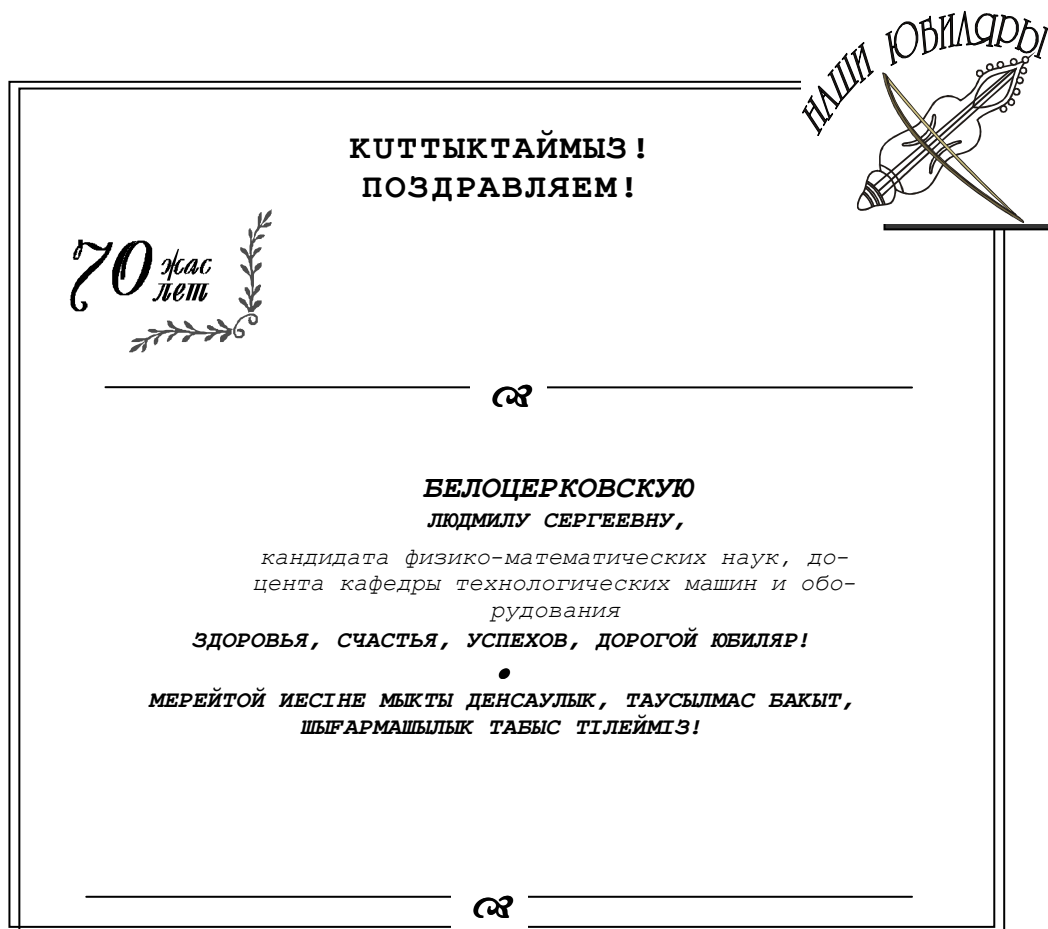 НАШИ ЮБИЛЯРЫ
КUТТЫКТАЙМЫЗ!
ПОЗДРАВЛЯЕМ!
70 жас
лет
БЕЛОЦЕРКОВСКУЮ
ЛЮДМИЛУ СЕРГЕЕВНУ,
кандидата физико-математических наук, до-
цента кафедры технологических машин и обо-
рудования
ЗДОРОВЬЯ, СЧАСТЬЯ, УСПЕХОВ, ДОРОГОЙ ЮБИЛЯР!
•
МЕРЕЙТОЙ ИЕСІНЕ МЫКТЫ ДЕНСАУЛЫК, ТАУСЫЛМАС БАКЫТ,
ШЫҒАРМАШЫЛЫК ТАБЫС ТІЛЕЙМІЗ!